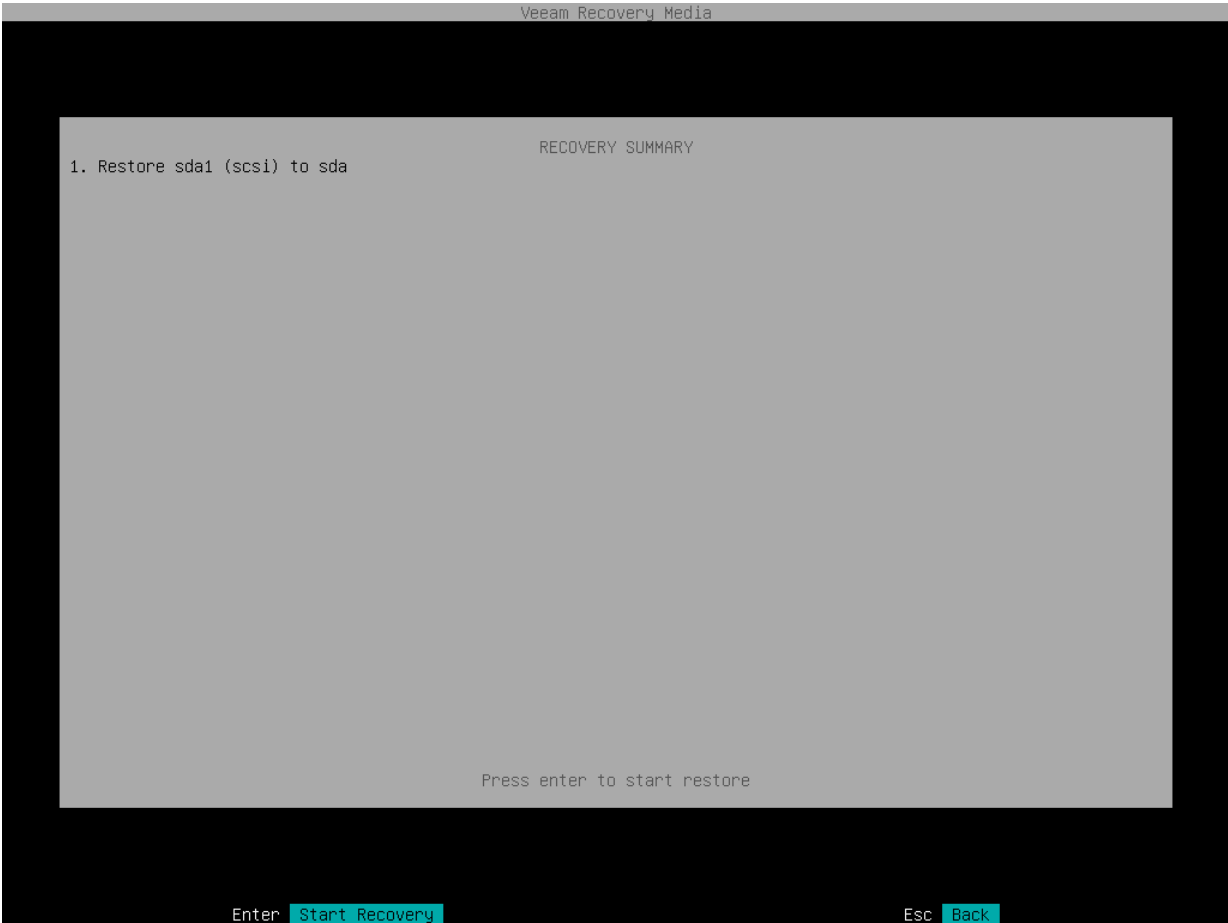 Veeam Recovery Media
RECOVERY SUMMARY
1. Restore sda1 (scsi) to sda
Press enter to start restore
Enter Start Recovery Esc Back